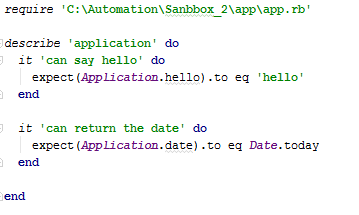 require 'C:\Automation\Sanbbox_2\app\app.rb'
describe 'application' do
it 'can say hello' do
expect(Application.hello).to eq 'hello'
end
it 'can return the date' do
expect(Application.date).to eq Date.today
end
end